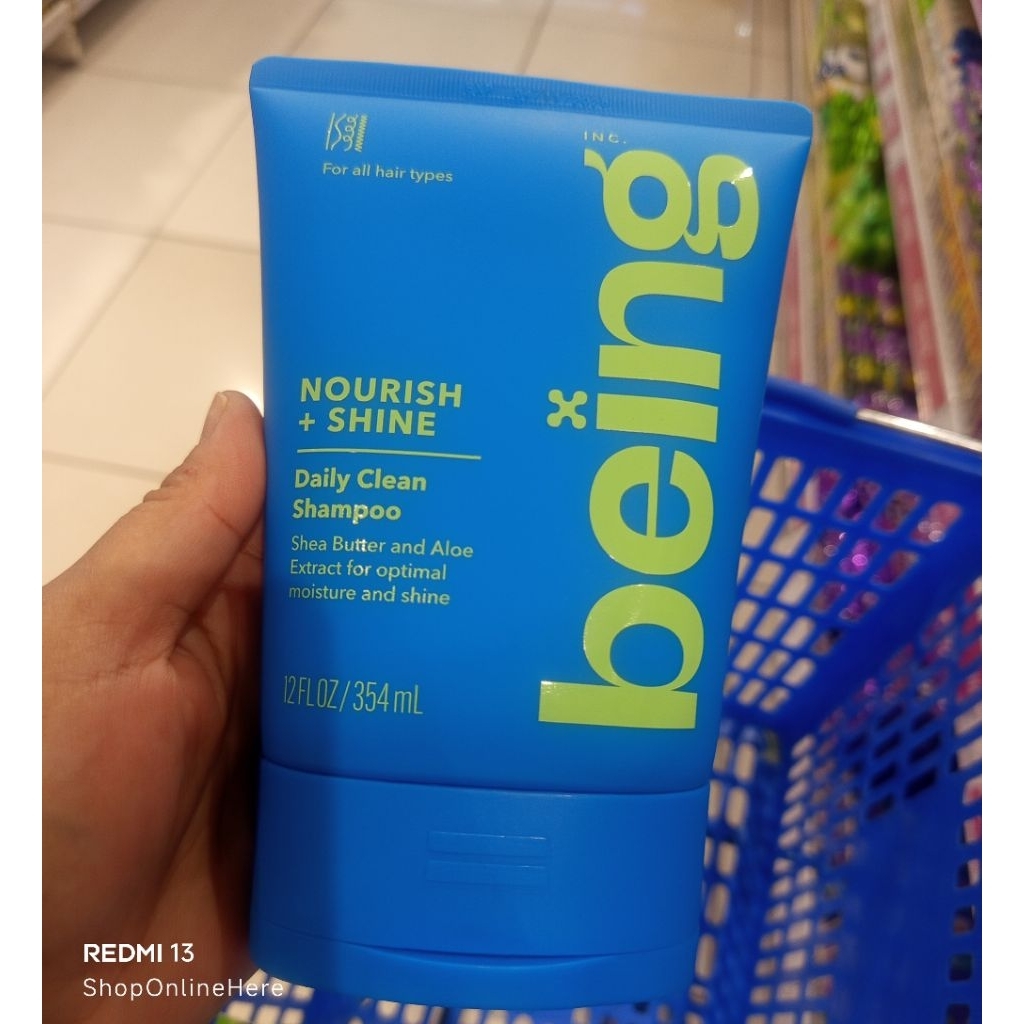 For all hair types
INC.
being
NOURISH
+ SHINE
Daily Clean
Shampoo
Shea Butter and Aloe
Extract for optimal
moisture and shine
12 FL OZ/354 mL
REDMI 13
ShopOnlineHere